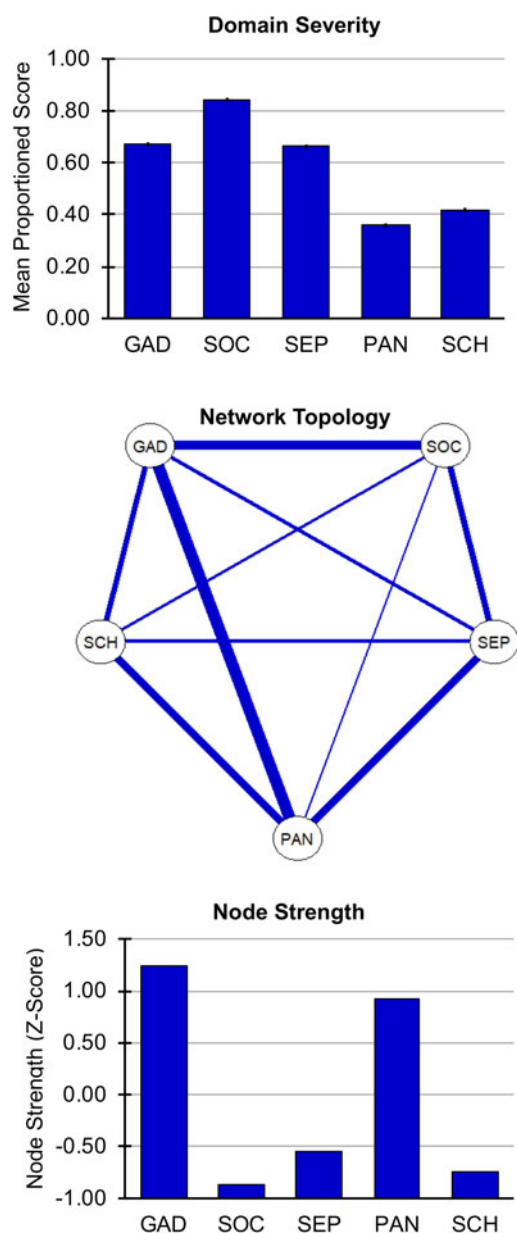 Domain Severity
Mean Proportioned Score
1.00
0.80
0.60
0.40
0.20
0.00
GAD SOC SEP PAN SCH
Network Topology
GAD SOC
SCH SEP
PAN
Node Strength
Node Strength (Z-Score)
1.50
1.00
0.50
0.00
-0.50
-1.00
GAD SOC SEP PAN SCH